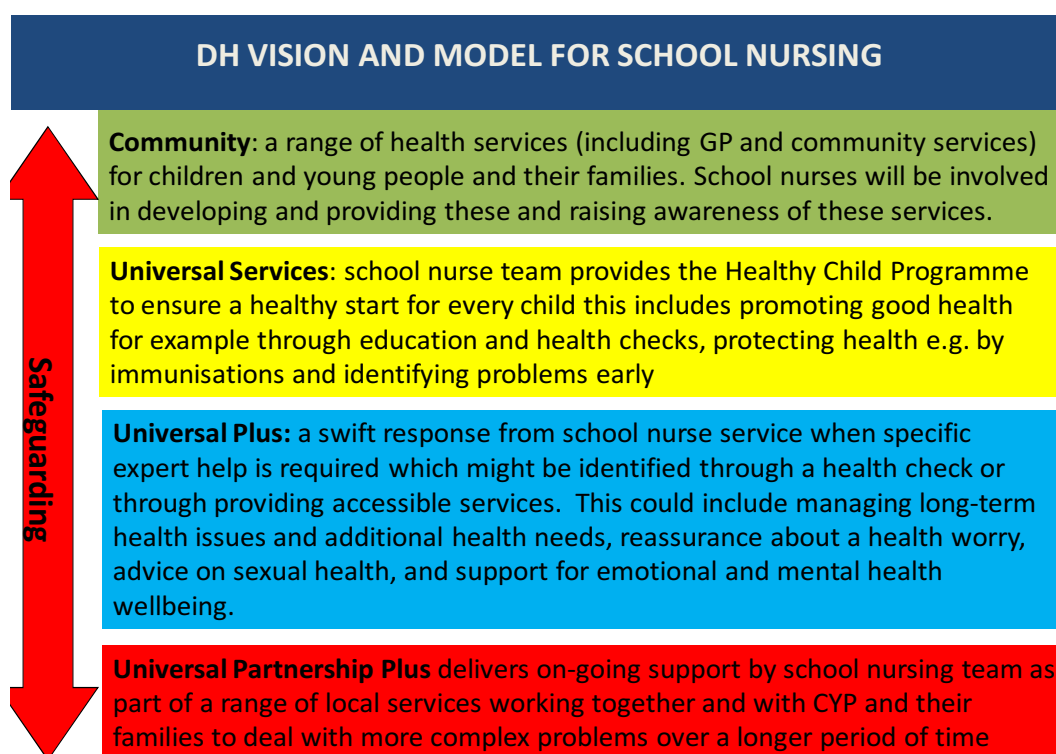 DH VISION AND MODEL FOR SCHOOL NURSING
Safeguarding
Community: a range of health services (including GP and community services)
for children and young people and their families. School nurses will be involved
in developing and providing these and raising awareness of these services.
Universal Services: school nurse team provides the Healthy Child Programme
to ensure a healthy start for every child this includes promoting good health
for example through education and health checks, protecting health e.g. by
immunisations and identifying problems early
Universal Plus: a swift response from school nurse service when specific
expert help is required which might be identified through a health check or
through providing accessible services.  This could include managing long-term
health issues and additional health needs, reassurance about a health worry,
advice on sexual health, and support for emotional and mental health
wellbeing.
Universal Partnership Plus delivers on-going support by school nursing team as
part of a range of local services working together and with CYP and their
families to deal with more complex problems over a longer period of time